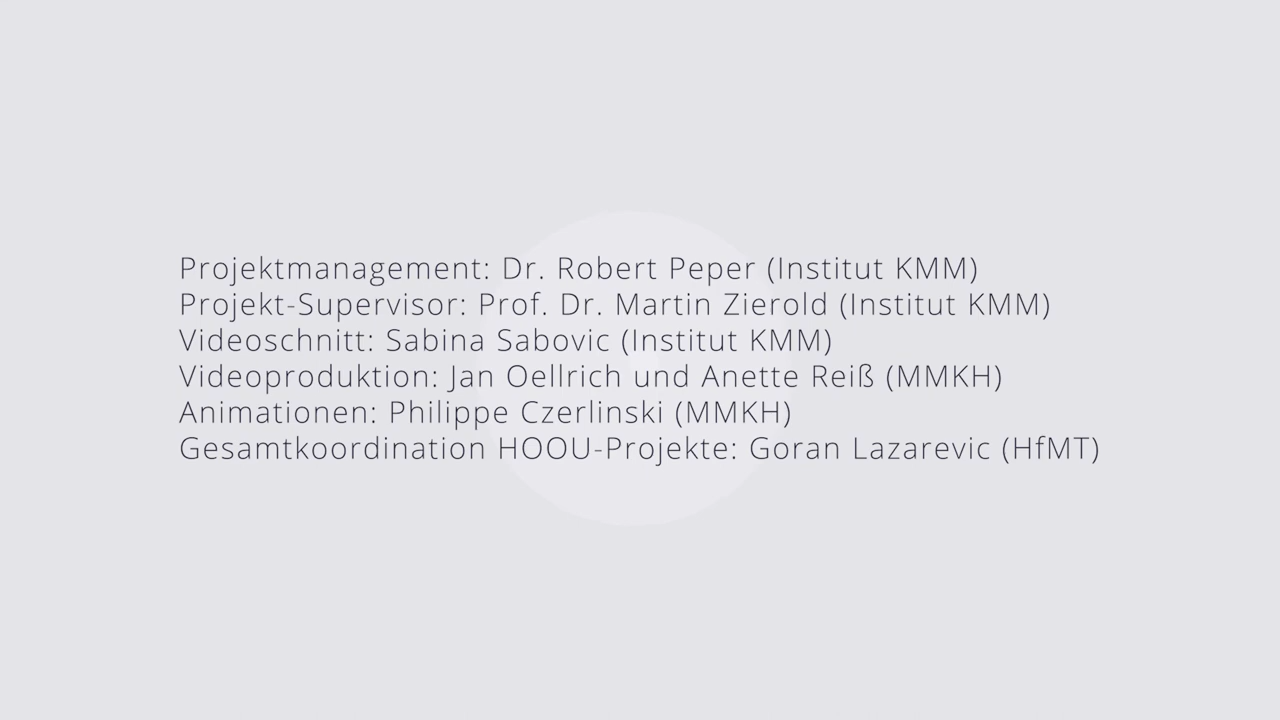 Projektmanagement: Dr. Robert Peper (Institut KMM)
Projekt-Supervisor: Prof. Dr. Martin Zierold (Institut KMM)
Videoschnitt: Sabina Sabovic (Institut KMM)
Videoproduktion: Jan Oellrich und Anette Reiß (MMKH)
Animationen: Philippe Czerlinski (MMKH)
Gesamtkoordination HOOU-Projekte: Goran Lazarevic (HfMT)